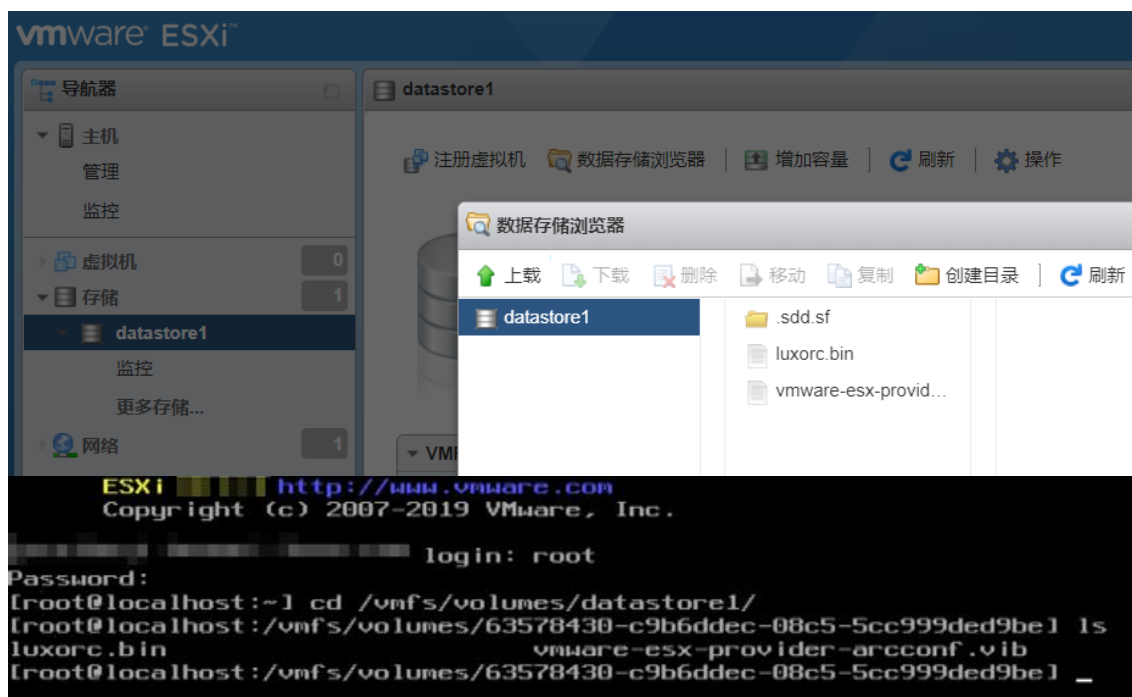 vmware® ESXi™
导航器
主机
管理
监控
虚拟机 0
存储 1
datastore1
监控
更多存储...
网络 1
datastore1
注册虚拟机 数据存储浏览器 增加容量 刷新 操作
数据存储浏览器
上载 下载 删除 移动 复制 创建目录 刷新
datastore1
.sdd.sf
luxorc.bin
vmware-esx-provid...
ESXi http://www.vmware.com
Copyright (c) 2007-2019 VMware, Inc.
login: root
Password:
[root@localhost:~] cd /vmfs/volumes/datastore1/
[root@localhost:/vmfs/volumes/63578430-c9b6ddec-08c5-5cc999ded9be] ls
luxorc.bin vmware-esx-provider-arcconf.vib
[root@localhost:/vmfs/volumes/63578430-c9b6ddec-08c5-5cc999ded9be] _